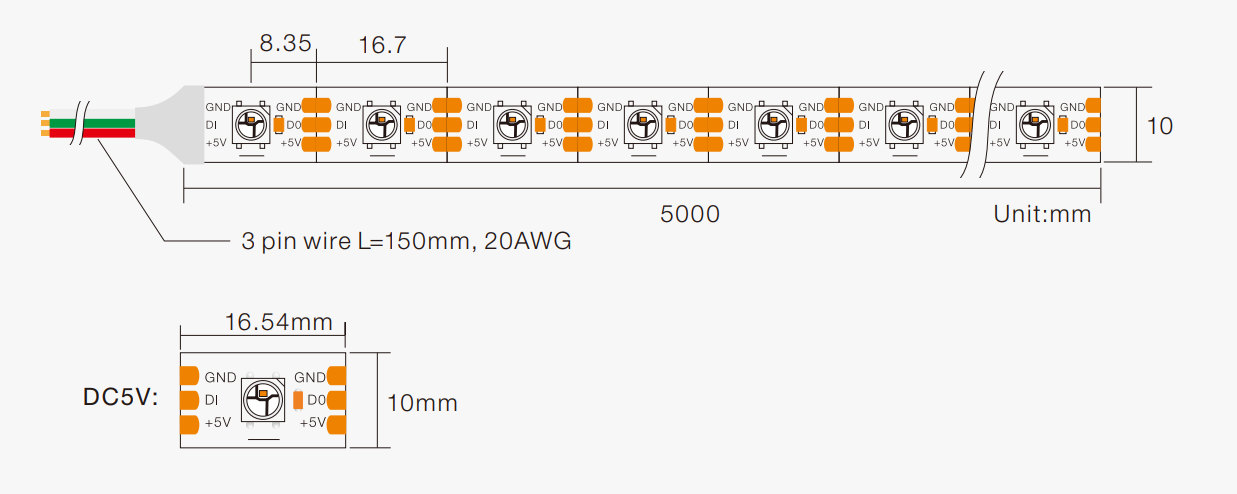 8.35 16.7
GND GND GND GND GND GND GND GND GND GND GND GND GND GND
DI D0 DI D0 DI D0 DI D0 DI D0 DI D0 DI D0
+5V +5V +5V +5V +5V +5V +5V +5V +5V +5V +5V +5V +5V +5V
10
5000 Unit:mm
3 pin wire L=150mm, 20AWG
16.54mm
GND GND
DC5V: DI D0 10mm
+5V +5V